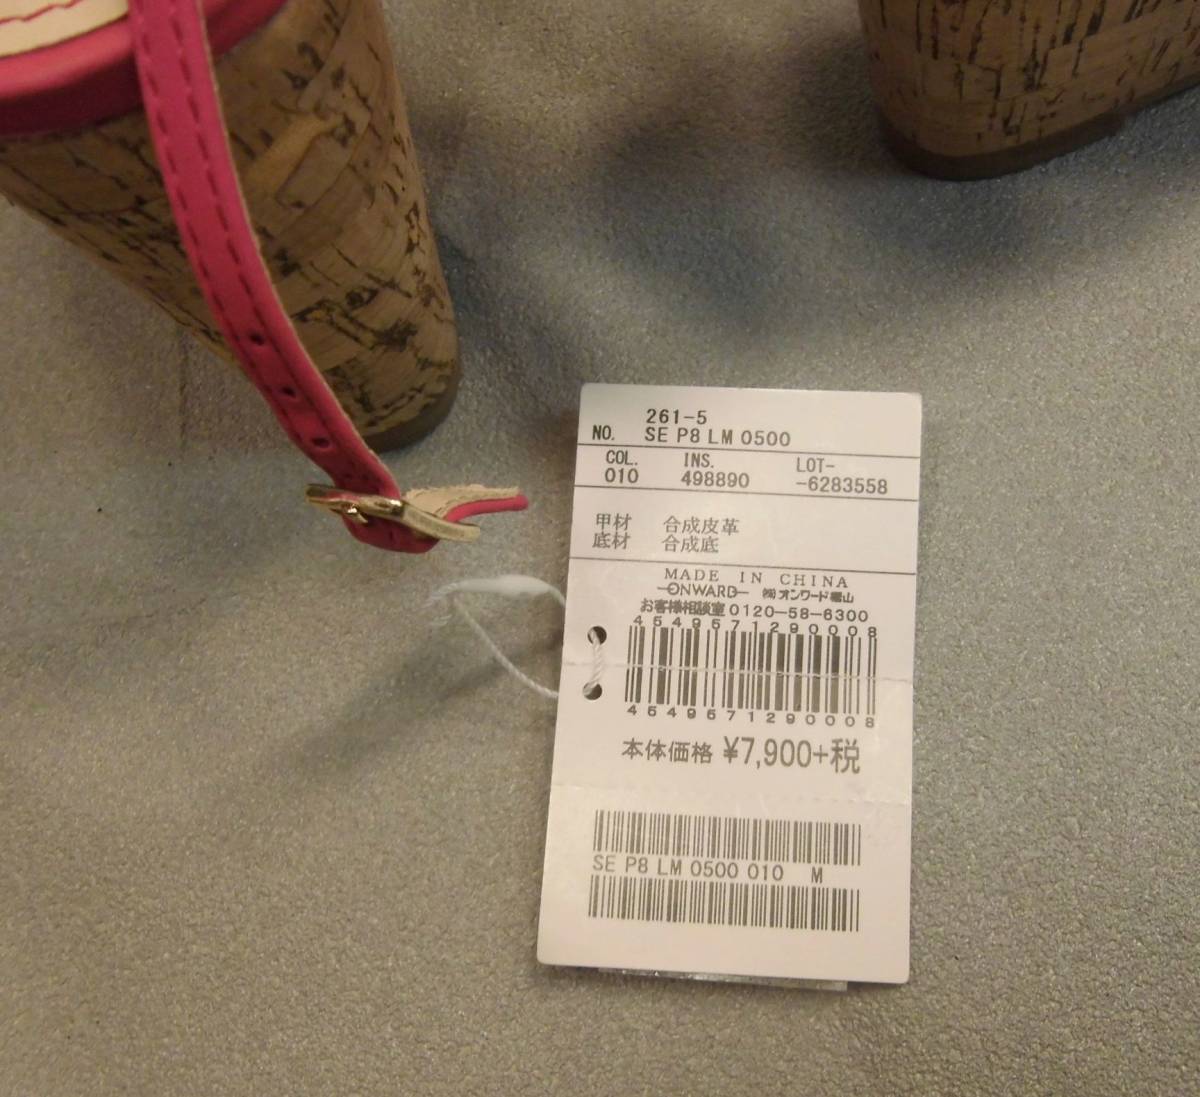 261-5
NO. SE P8 LM 0500
COL. INS. LOT-
010 498890 -6283558
甲材 合成皮革
底材 合成底
MADE IN CHINA
ONWARD ㈱オンワード樫山
お客様相談室 0120-58-6300
4549571290008
4549571290008
本体価格 ¥7,900+税
SE P8 LM 0500 010 M